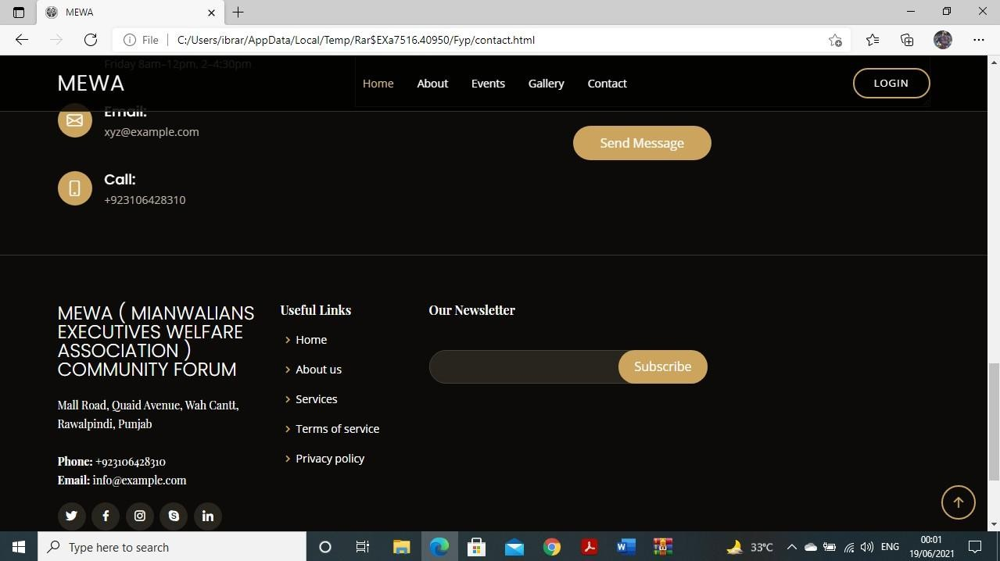 MEWA
File
C:/Users/ibrar/AppData/Local/Temp/Rar$EXa7516.40950/Fyp/contact.html
Friday 8am–12pm, 2–4:30pm
MEWA
Home
About
Events
Gallery
Contact
LOGIN
Email:
xyz@example.com
Send Message
Call:
+923106428310
MEWA ( MIANWALIANS
EXECUTIVES WELFARE
ASSOCIATION )
COMMUNITY FORUM
Mall Road, Quaid Avenue, Wah Cantt,
Rawalpindi, Punjab
Phone: +923106428310
Email: info@example.com
Useful Links
Home
About us
Services
Terms of service
Privacy policy
Our Newsletter
Subscribe
Type here to search
33°C
ENG
00:01
19/06/2021